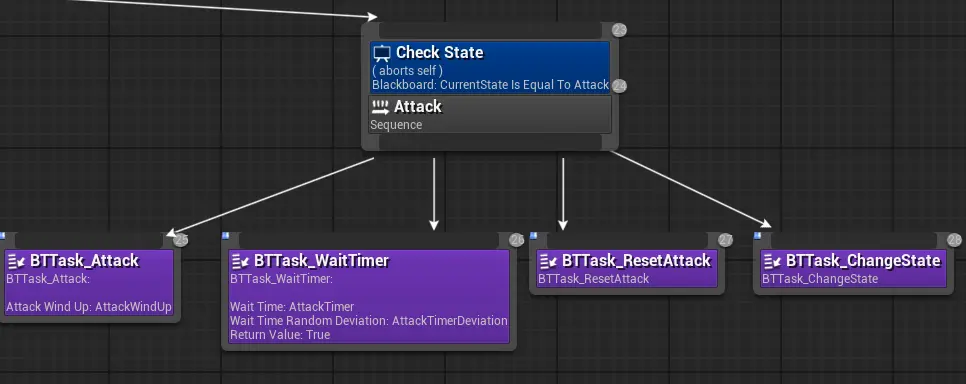 23
Check State
( aborts self )
Blackboard: CurrentState Is Equal To Attack
24
Attack
Sequence
25
BTTask_Attack
BTTask_Attack:
Attack Wind Up: AttackWindUp
26
BTTask_WaitTimer
BTTask_WaitTimer:
Wait Time: AttackTimer
Wait Time Random Deviation: AttackTimerDeviation
Return Value: True
27
BTTask_ResetAttack
BTTask_ResetAttack
28
BTTask_ChangeState
BTTask_ChangeState